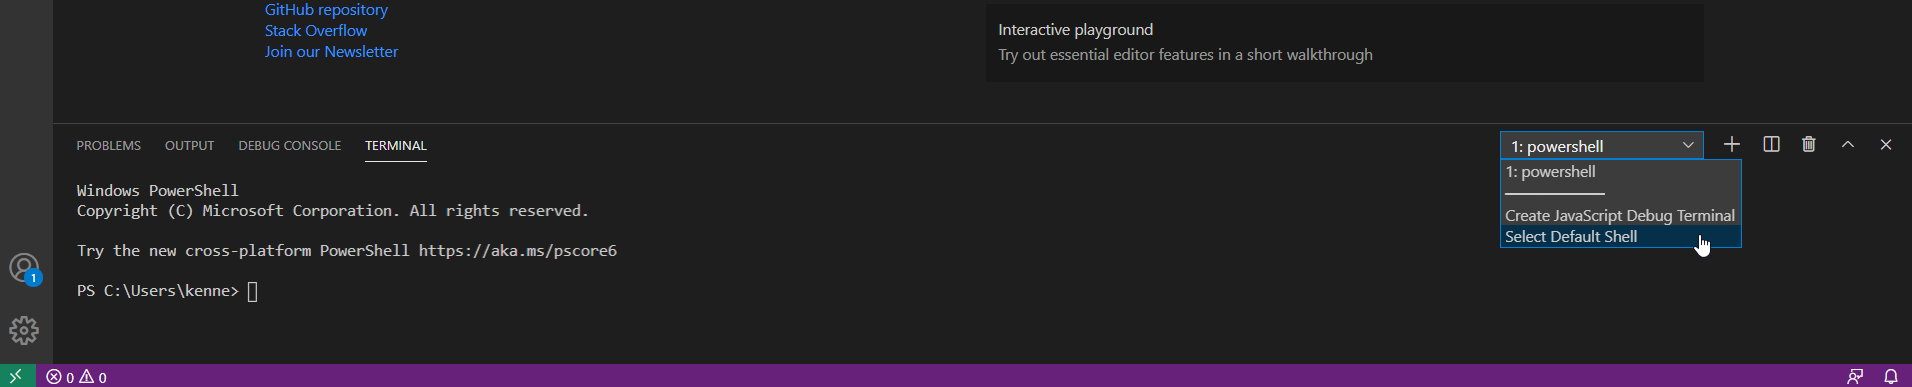 GitHub repository
Stack Overflow
Join our Newsletter
Interactive playground
Try out essential editor features in a short walkthrough
PROBLEMS OUTPUT DEBUG CONSOLE TERMINAL
1: powershell
1: powershell
Create JavaScript Debug Terminal
Select Default Shell
Windows PowerShell
Copyright (C) Microsoft Corporation. All rights reserved.
Try the new cross-platform PowerShell https://aka.ms/pscore6
PS C:\Users\kenne>
1
0 0